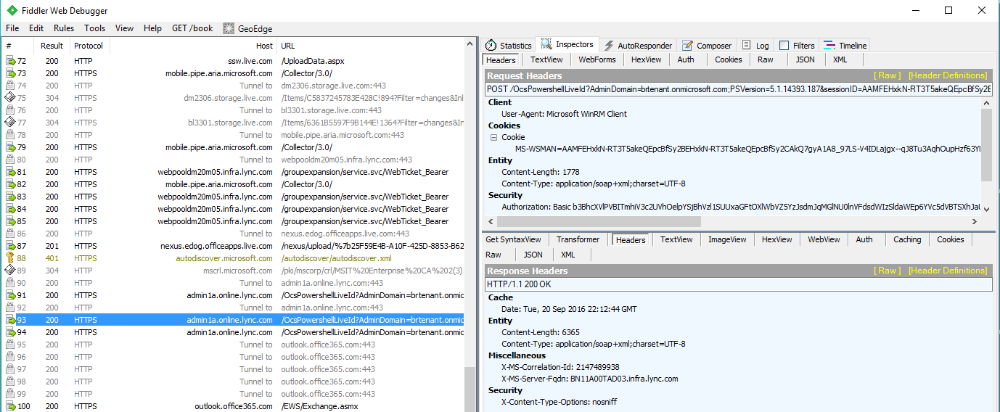 Fiddler Web Debugger
File Edit Rules Tools View Help GET /book GeoEdge
# Result Protocol Host URL
72 200 HTTP ssw.live.com /UploadData.aspx
73 200 HTTPS mobile.pipe.aria.microsoft.com /Collector/3.0/
74 200 HTTP Tunnel to dm2306.storage.live.com:443
75 304 HTTPS dm2306.storage.live.com /Items/C5837245783E428C!894?Filter=changes&Inl
76 200 HTTP Tunnel to bl3301.storage.live.com:443
77 304 HTTPS bl3301.storage.live.com /Items/6361B5597F9B144E!1364?Filter=changes&In
78 200 HTTP Tunnel to mobile.pipe.aria.microsoft.com:443
79 200 HTTPS mobile.pipe.aria.microsoft.com /Collector/3.0/
80 200 HTTP Tunnel to webpooldm20m05.infra.lync.com:443
81 200 HTTPS webpooldm20m05.infra.lync.com /groupexpansion/service.svc/WebTicket_Bearer
82 200 HTTPS mobile.pipe.aria.microsoft.com /Collector/3.0/
83 200 HTTPS webpooldm20m05.infra.lync.com /groupexpansion/service.svc/WebTicket_Bearer
84 200 HTTPS webpooldm20m05.infra.lync.com /groupexpansion/service.svc/WebTicket_Bearer
85 200 HTTPS webpooldm20m05.infra.lync.com /groupexpansion/service.svc/WebTicket_Bearer
86 200 HTTP Tunnel to nexus.edog.officeapps.live.com:443
87 201 HTTPS nexus.edog.officeapps.live.com /nexus/upload/%7b25F59E4B-A10F-425D-8853-B62
88 401 HTTPS autodiscover.microsoft.com /autodiscover/autodiscover.xml
89 304 HTTP mscrl.microsoft.com /pki/mscorp/crl/MSIT%20Enterprise%20CA%202(3).
90 200 HTTP Tunnel to admin1a.online.lync.com:443
91 200 HTTPS admin1a.online.lync.com /OcsPowershellLiveId?AdminDomain=brtenant.onmic
92 200 HTTP Tunnel to admin1a.online.lync.com:443
93 200 HTTPS admin1a.online.lync.com /OcsPowershellLiveId?AdminDomain=brtenant.onmic
94 200 HTTPS admin1a.online.lync.com /OcsPowershellLiveId?AdminDomain=brtenant.onmic
95 200 HTTP Tunnel to outlook.office365.com:443
96 200 HTTP Tunnel to outlook.office365.com:443
97 200 HTTP Tunnel to outlook.office365.com:443
98 200 HTTP Tunnel to outlook.office365.com:443
99 200 HTTP Tunnel to outlook.office365.com:443
100 200 HTTPS outlook.office365.com /EWS/Exchange.asmx
Statistics Inspectors AutoResponder Composer Log Filters Timeline
Headers TextView WebForms HexView Auth Cookies Raw JSON XML
Request Headers [ Raw ] [Header Definitions]
POST /OcsPowershellLiveId?AdminDomain=brtenant.onmicrosoft.com;PSVersion=5.1.14393.187&sessionID=AAMFEHxkN-RT3T5akeQEpcBfSy2B
Client
User-Agent: Microsoft WinRM Client
Cookies
Cookie
MS-WSMAN=AAMFEHxkN-RT3T5akeQEpcBfSy2BEHxkN-RT3T5akeQEpcBfSy2CAkQ7gyA1A8_97LS-V4IDLajgx--qJ8Tu3AqhOupHzf63Yl
Entity
Content-Length: 1778
Content-Type: application/soap+xml;charset=UTF-8
Security
Get SyntaxView Transformer Headers TextView ImageView HexView WebView Auth Caching Cookies
Raw JSON XML
Response Headers [ Raw ] [Header Definitions]
HTTP/1.1 200 OK
Cache
Date: Tue, 20 Sep 2016 22:12:44 GMT
Entity
Content-Length: 6365
Content-Type: application/soap+xml;charset=UTF-8
Miscellaneous
X-MS-Correlation-Id: 2147489938
X-MS-Server-Fqdn: BN11A00TAD03.infra.lync.com
Security
X-Content-Type-Options: nosniff